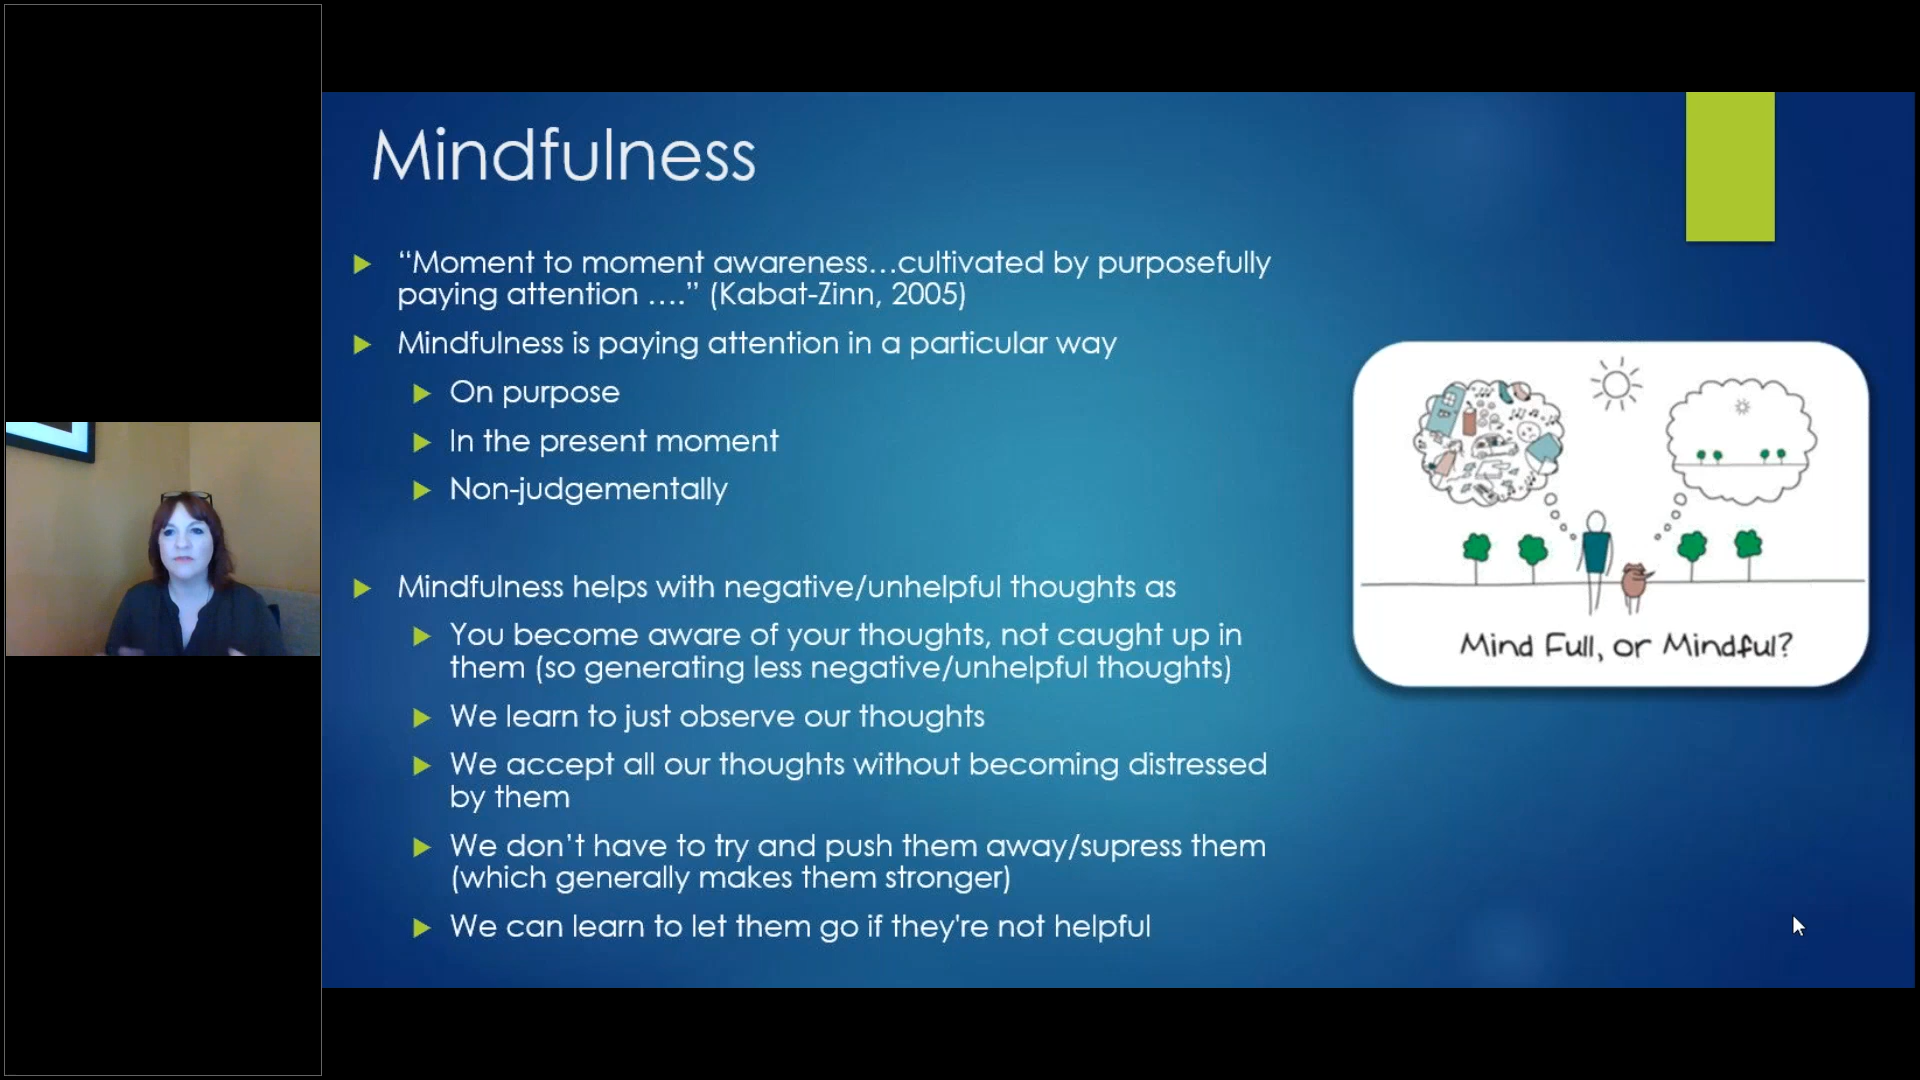 Mindfulness
“Moment to moment awareness...cultivated by purposefully
paying attention ....” (Kabat-Zinn, 2005)
Mindfulness is paying attention in a particular way
On purpose
In the present moment
Non-judgementally
Mindfulness helps with negative/unhelpful thoughts as
You become aware of your thoughts, not caught up in
them (so generating less negative/unhelpful thoughts)
We learn to just observe our thoughts
We accept all our thoughts without becoming distressed
by them
We don’t have to try and push them away/supress them
(which generally makes them stronger)
We can learn to let them go if they're not helpful
Mind Full, or Mindful?